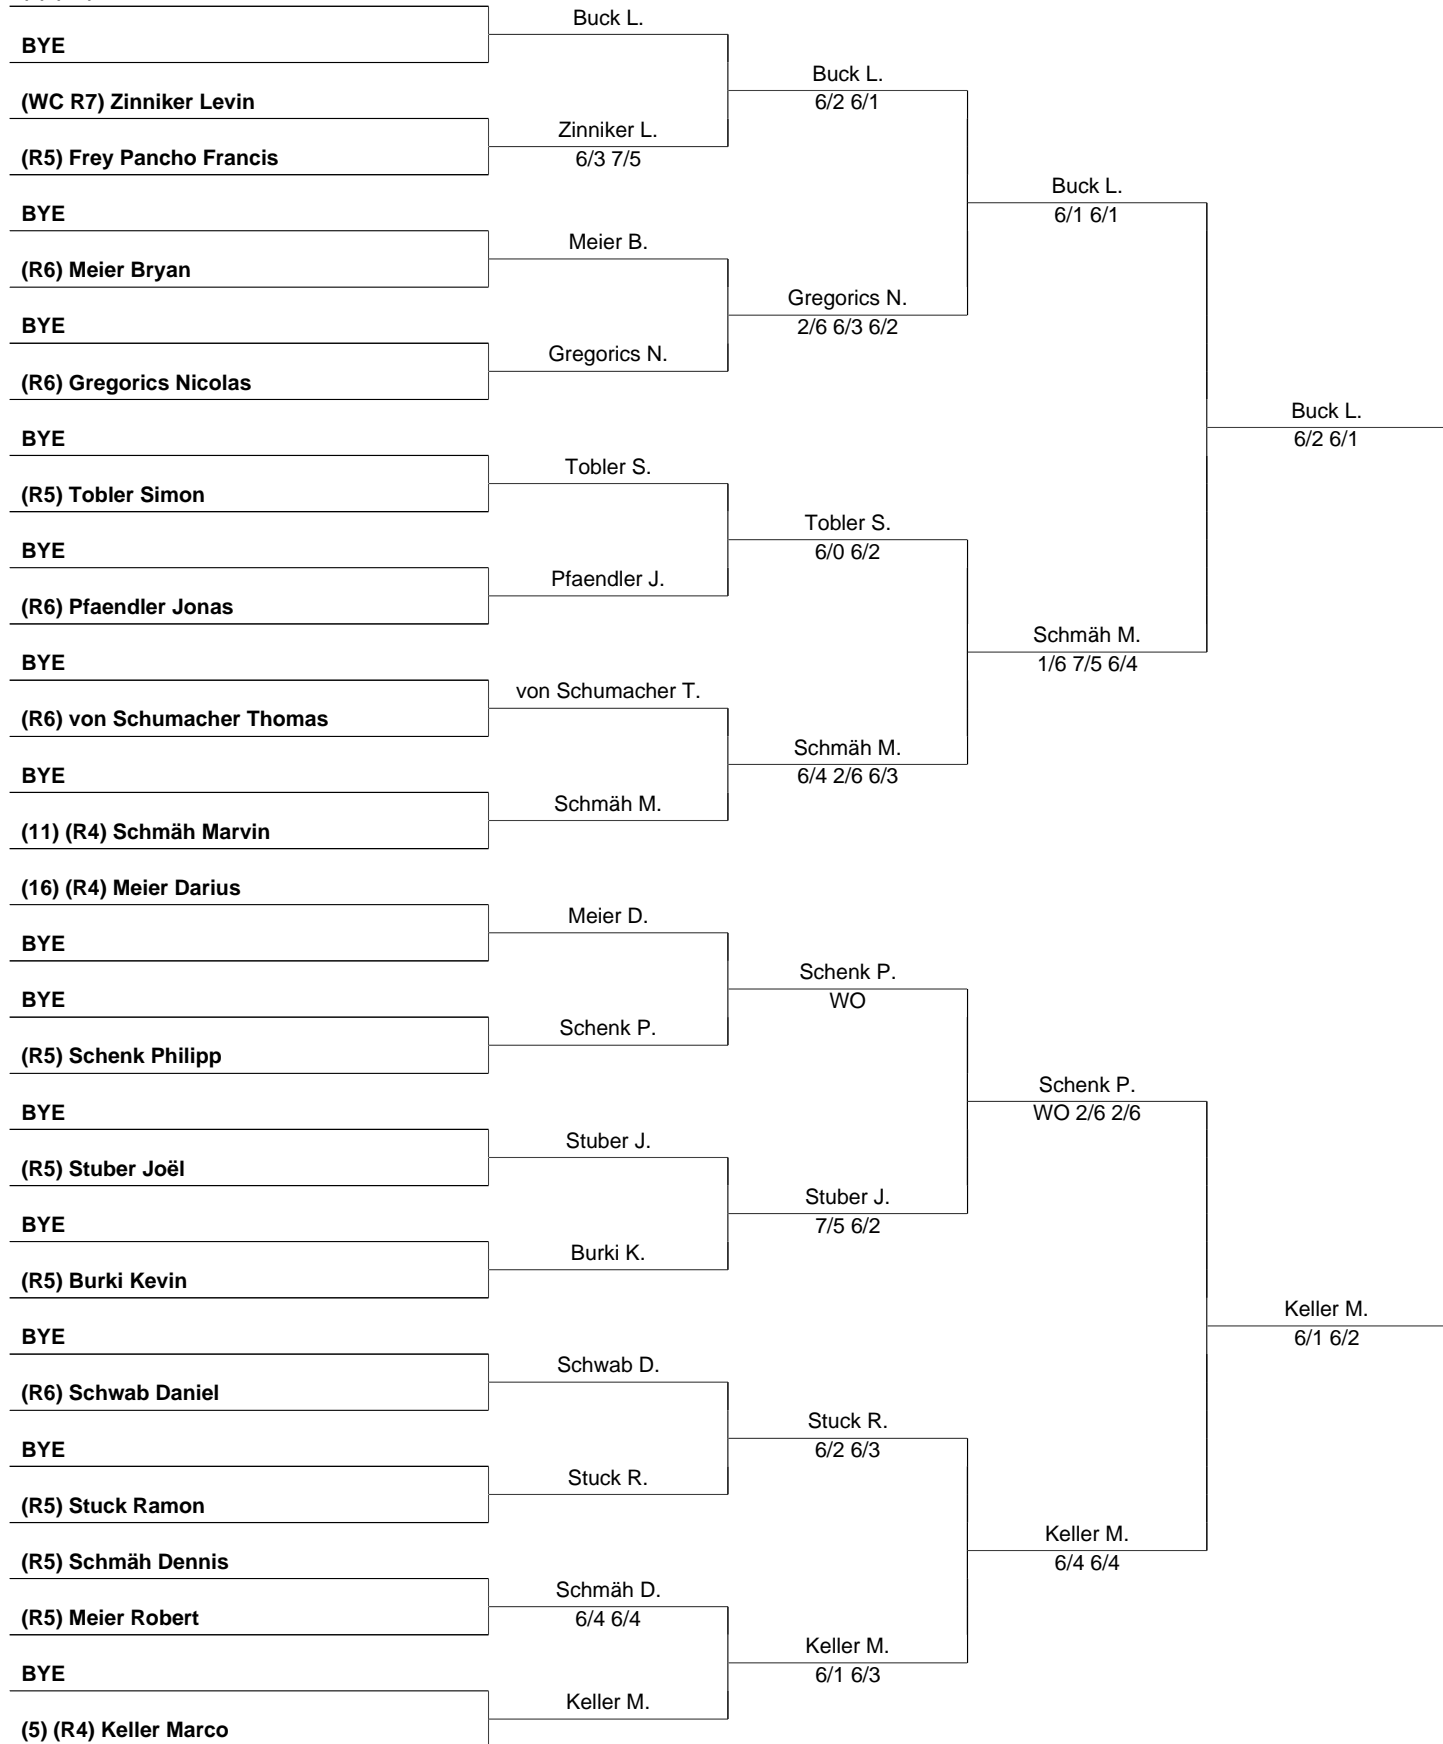 BYE
(WC R7) Zinniker Levin
(R5) Frey Pancho Francis
BYE
(R6) Meier Bryan
BYE
(R6) Gregorics Nicolas
BYE
(R5) Tobler Simon
BYE
(R6) Pfaendler Jonas
BYE
(R6) von Schumacher Thomas
BYE
(11) (R4) Schmäh Marvin
(16) (R4) Meier Darius
BYE
BYE
(R5) Schenk Philipp
BYE
(R5) Stuber Joël
BYE
(R5) Burki Kevin
BYE
(R6) Schwab Daniel
BYE
(R5) Stuck Ramon
(R5) Schmäh Dennis
(R5) Meier Robert
BYE
(5) (R4) Keller Marco
Buck L.
Zinniker L.
6/3 7/5
Meier B.
Gregorics N.
Tobler S.
Pfaendler J.
von Schumacher T.
Schmäh M.
Meier D.
Schenk P.
Stuber J.
Burki K.
Schwab D.
Stuck R.
Schmäh D.
6/4 6/4
Keller M.
Buck L.
6/2 6/1
Gregorics N.
2/6 6/3 6/2
Tobler S.
6/0 6/2
Schmäh M.
6/4 2/6 6/3
Schenk P.
WO
Stuber J.
7/5 6/2
Stuck R.
6/2 6/3
Keller M.
6/1 6/3
Buck L.
6/1 6/1
Schmäh M.
1/6 7/5 6/4
Schenk P.
WO 2/6 2/6
Keller M.
6/4 6/4
Buck L.
6/2 6/1
Keller M.
6/1 6/2